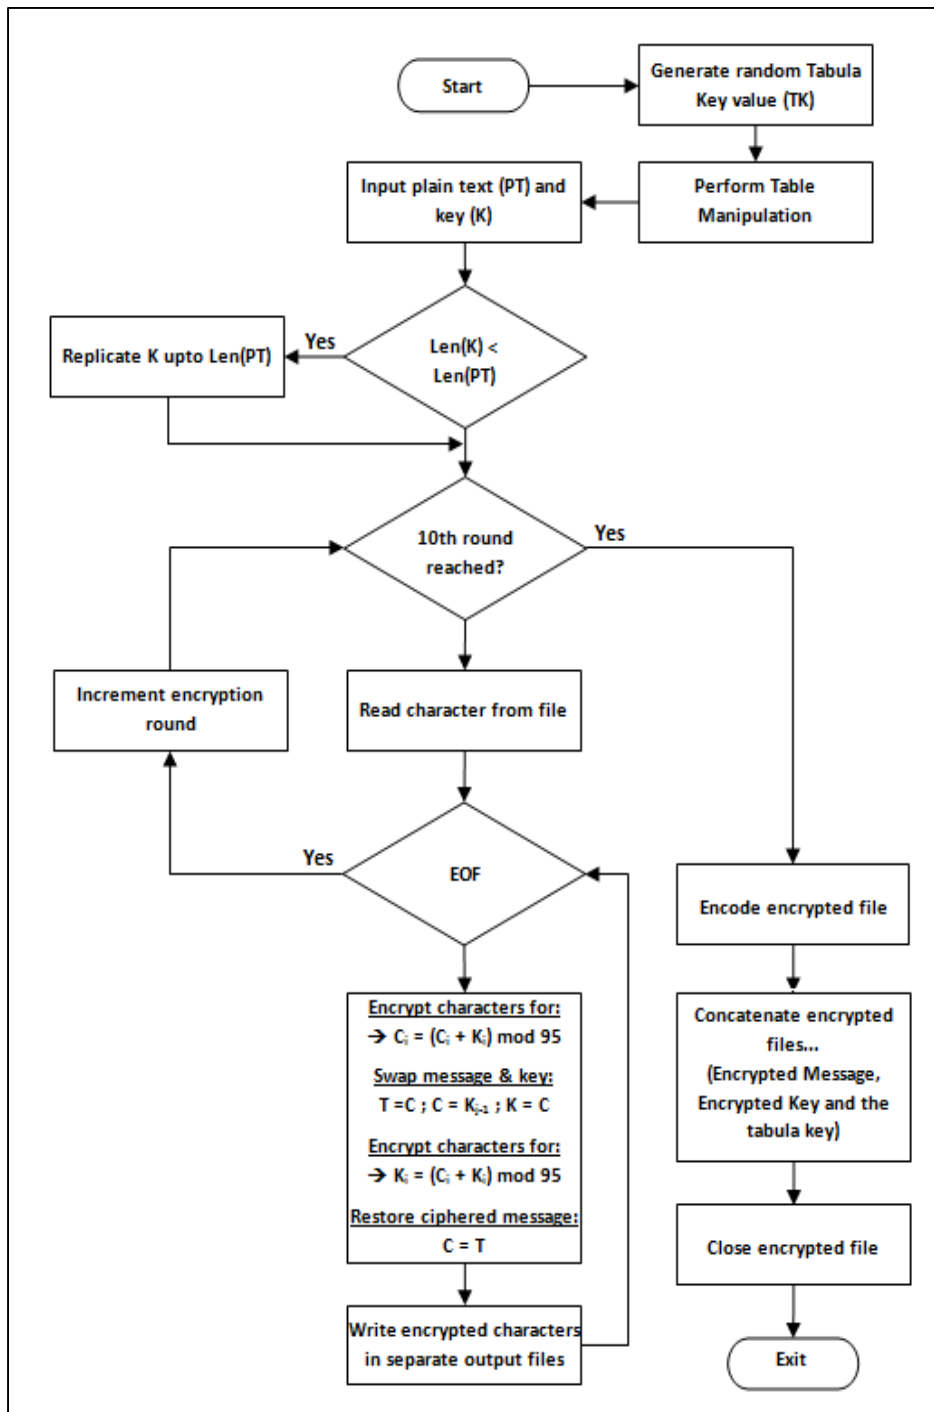 Start
Generate random Tabula
Key value (TK)
Input plain text (PT) and
key (K)
Perform Table
Manipulation
Len(K) <
Len(PT)
Yes
Replicate K upto Len(PT)
10th round
reached?
Yes
Increment encryption
round
Read character from file
EOF
Yes
Encrypt characters for:
→ Cᵢ = (Cᵢ + Kᵢ) mod 95
Swap message & key:
T =C ; C = Kⱼ₋₁ ; K = C
Encrypt characters for:
→ Kᵢ = (Cᵢ + Kᵢ) mod 95
Restore ciphered message:
C = T
Write encrypted characters
in separate output files
Encode encrypted file
Concatenate encrypted
files...
(Encrypted Message,
Encrypted Key and the
tabula key)
Close encrypted file
Exit